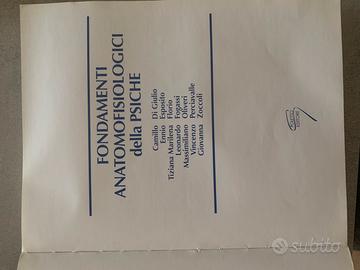 FONDAMENTI
ANATOMOFISIOLOGICI
della PSICHE
Camillo Di Giulio
Ennio Esposito
Tiziana Marilena Florio
Leonardo Fogassi
Massimiliano Oliveri
Vincenzo Perciavalle
Giovanna Zoccoli
subito